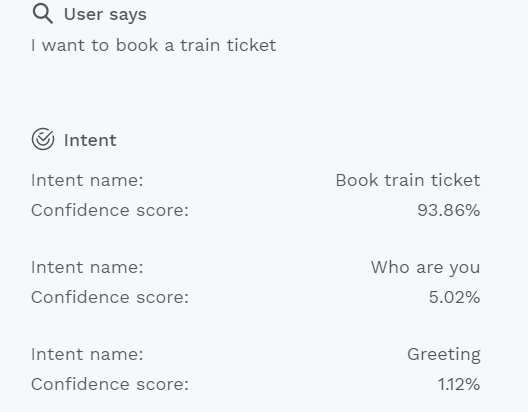 User says
I want to book a train ticket
Intent
Intent name: Book train ticket
Confidence score: 93.86%
Intent name: Who are you
Confidence score: 5.02%
Intent name: Greeting
Confidence score: 1.12%